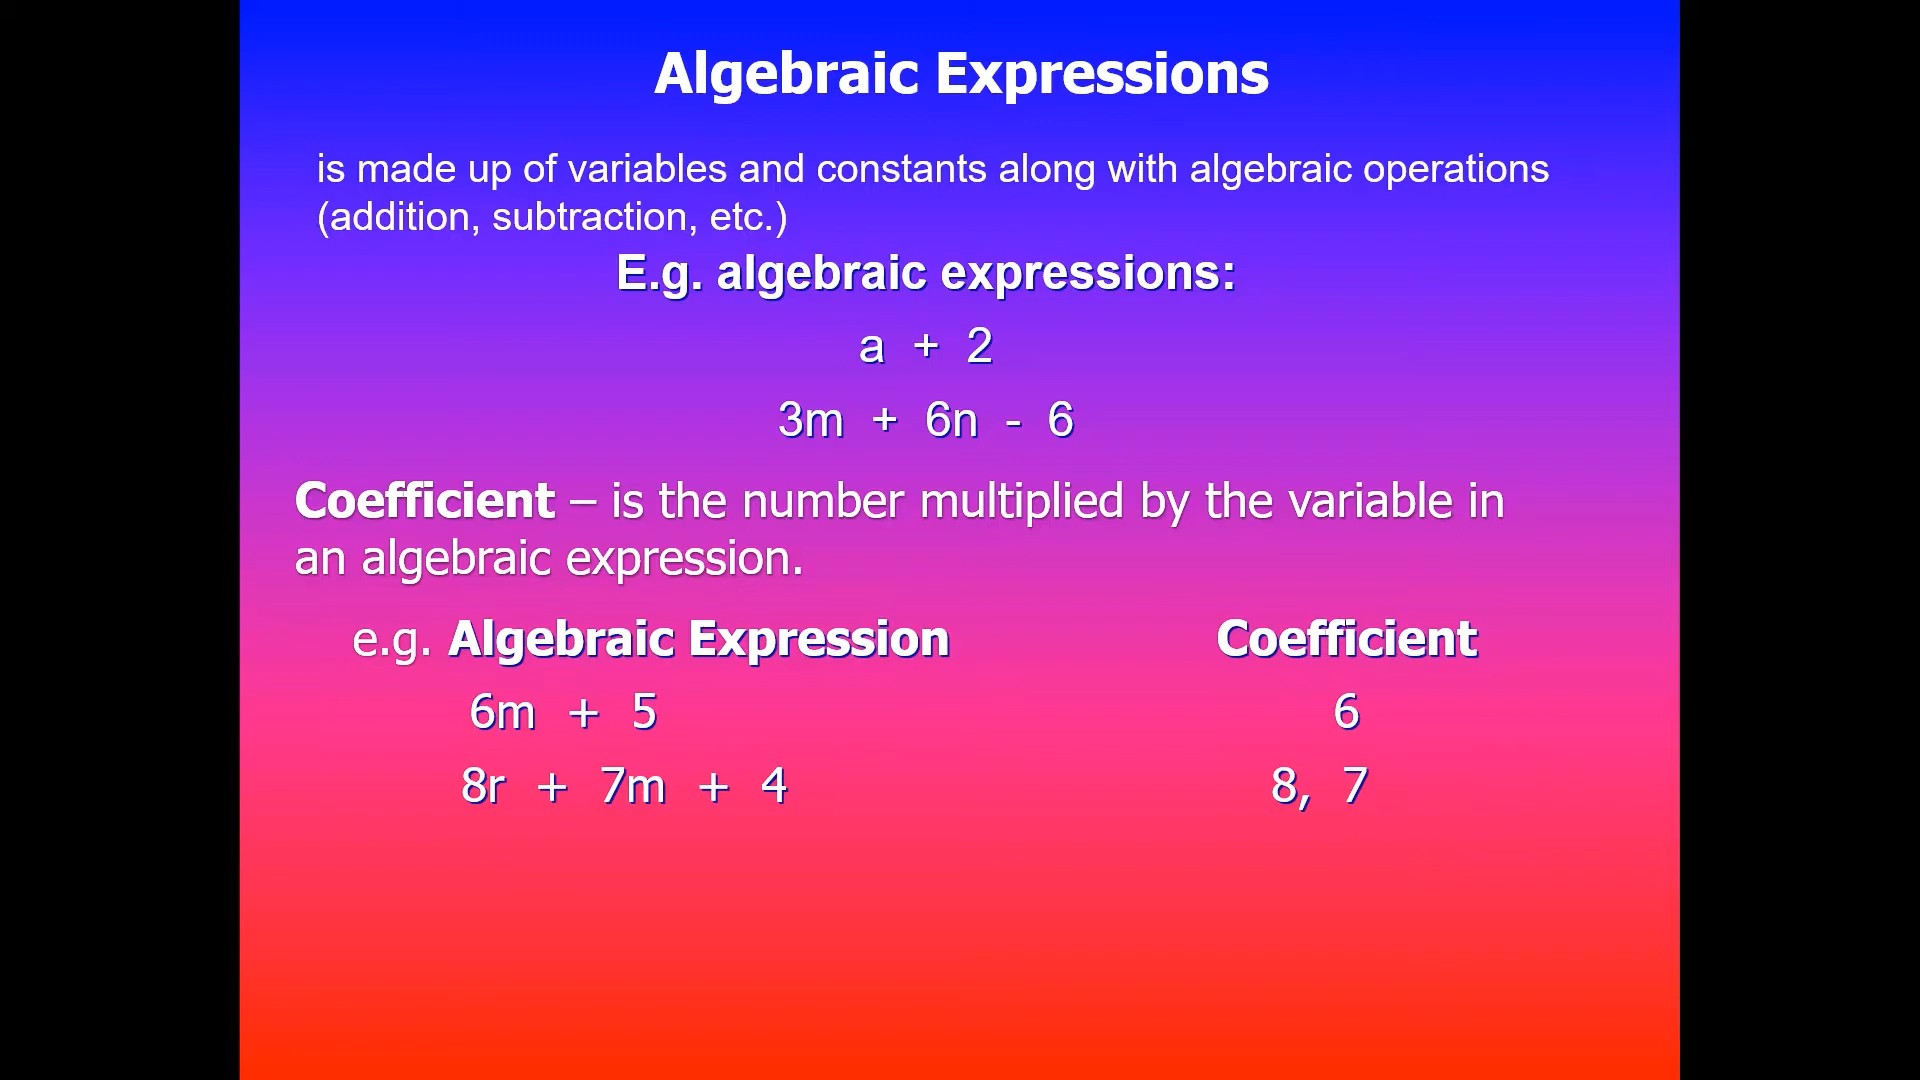 Algebraic Expressions
is made up of variables and constants along with algebraic operations
(addition, subtraction, etc.)
E.g. algebraic expressions:
a + 2
3m + 6n - 6
Coefficient – is the number multiplied by the variable in
an algebraic expression.
e.g. Algebraic Expression Coefficient
6m + 5 6
8r + 7m + 4 8, 7